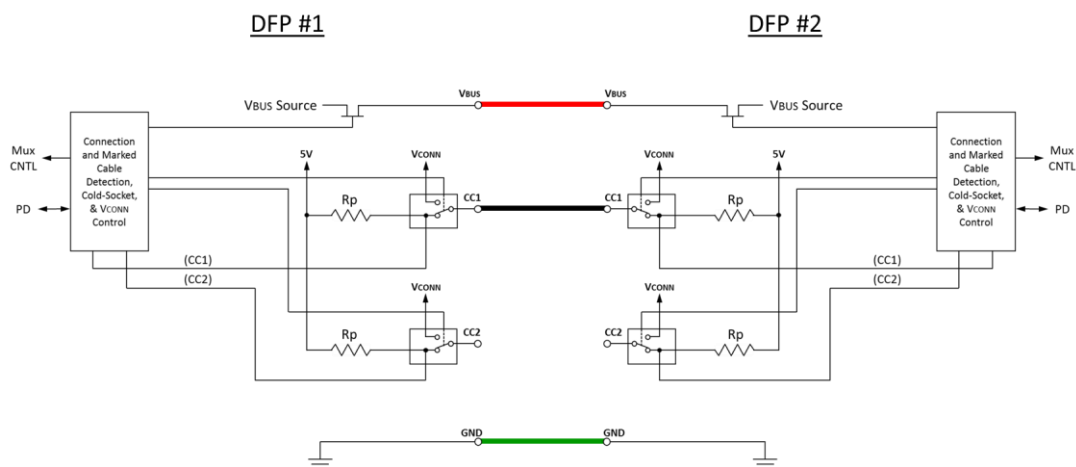 DFP #1
DFP #2
VBUS Source
VBUS
VBUS
VBUS Source
Mux
CNTL
PD
Connection
and Marked
Cable
Detection,
Cold-Socket,
& VCONN
Control
5V
VCONN
Rp
CC1
VCONN
5V
CC1
Rp
Connection
and Marked
Cable
Detection,
Cold-Socket,
& VCONN
Control
Mux
CNTL
PD
(CC1)
(CC2)
(CC1)
(CC2)
VCONN
Rp
CC2
VCONN
CC2
Rp
GND
GND